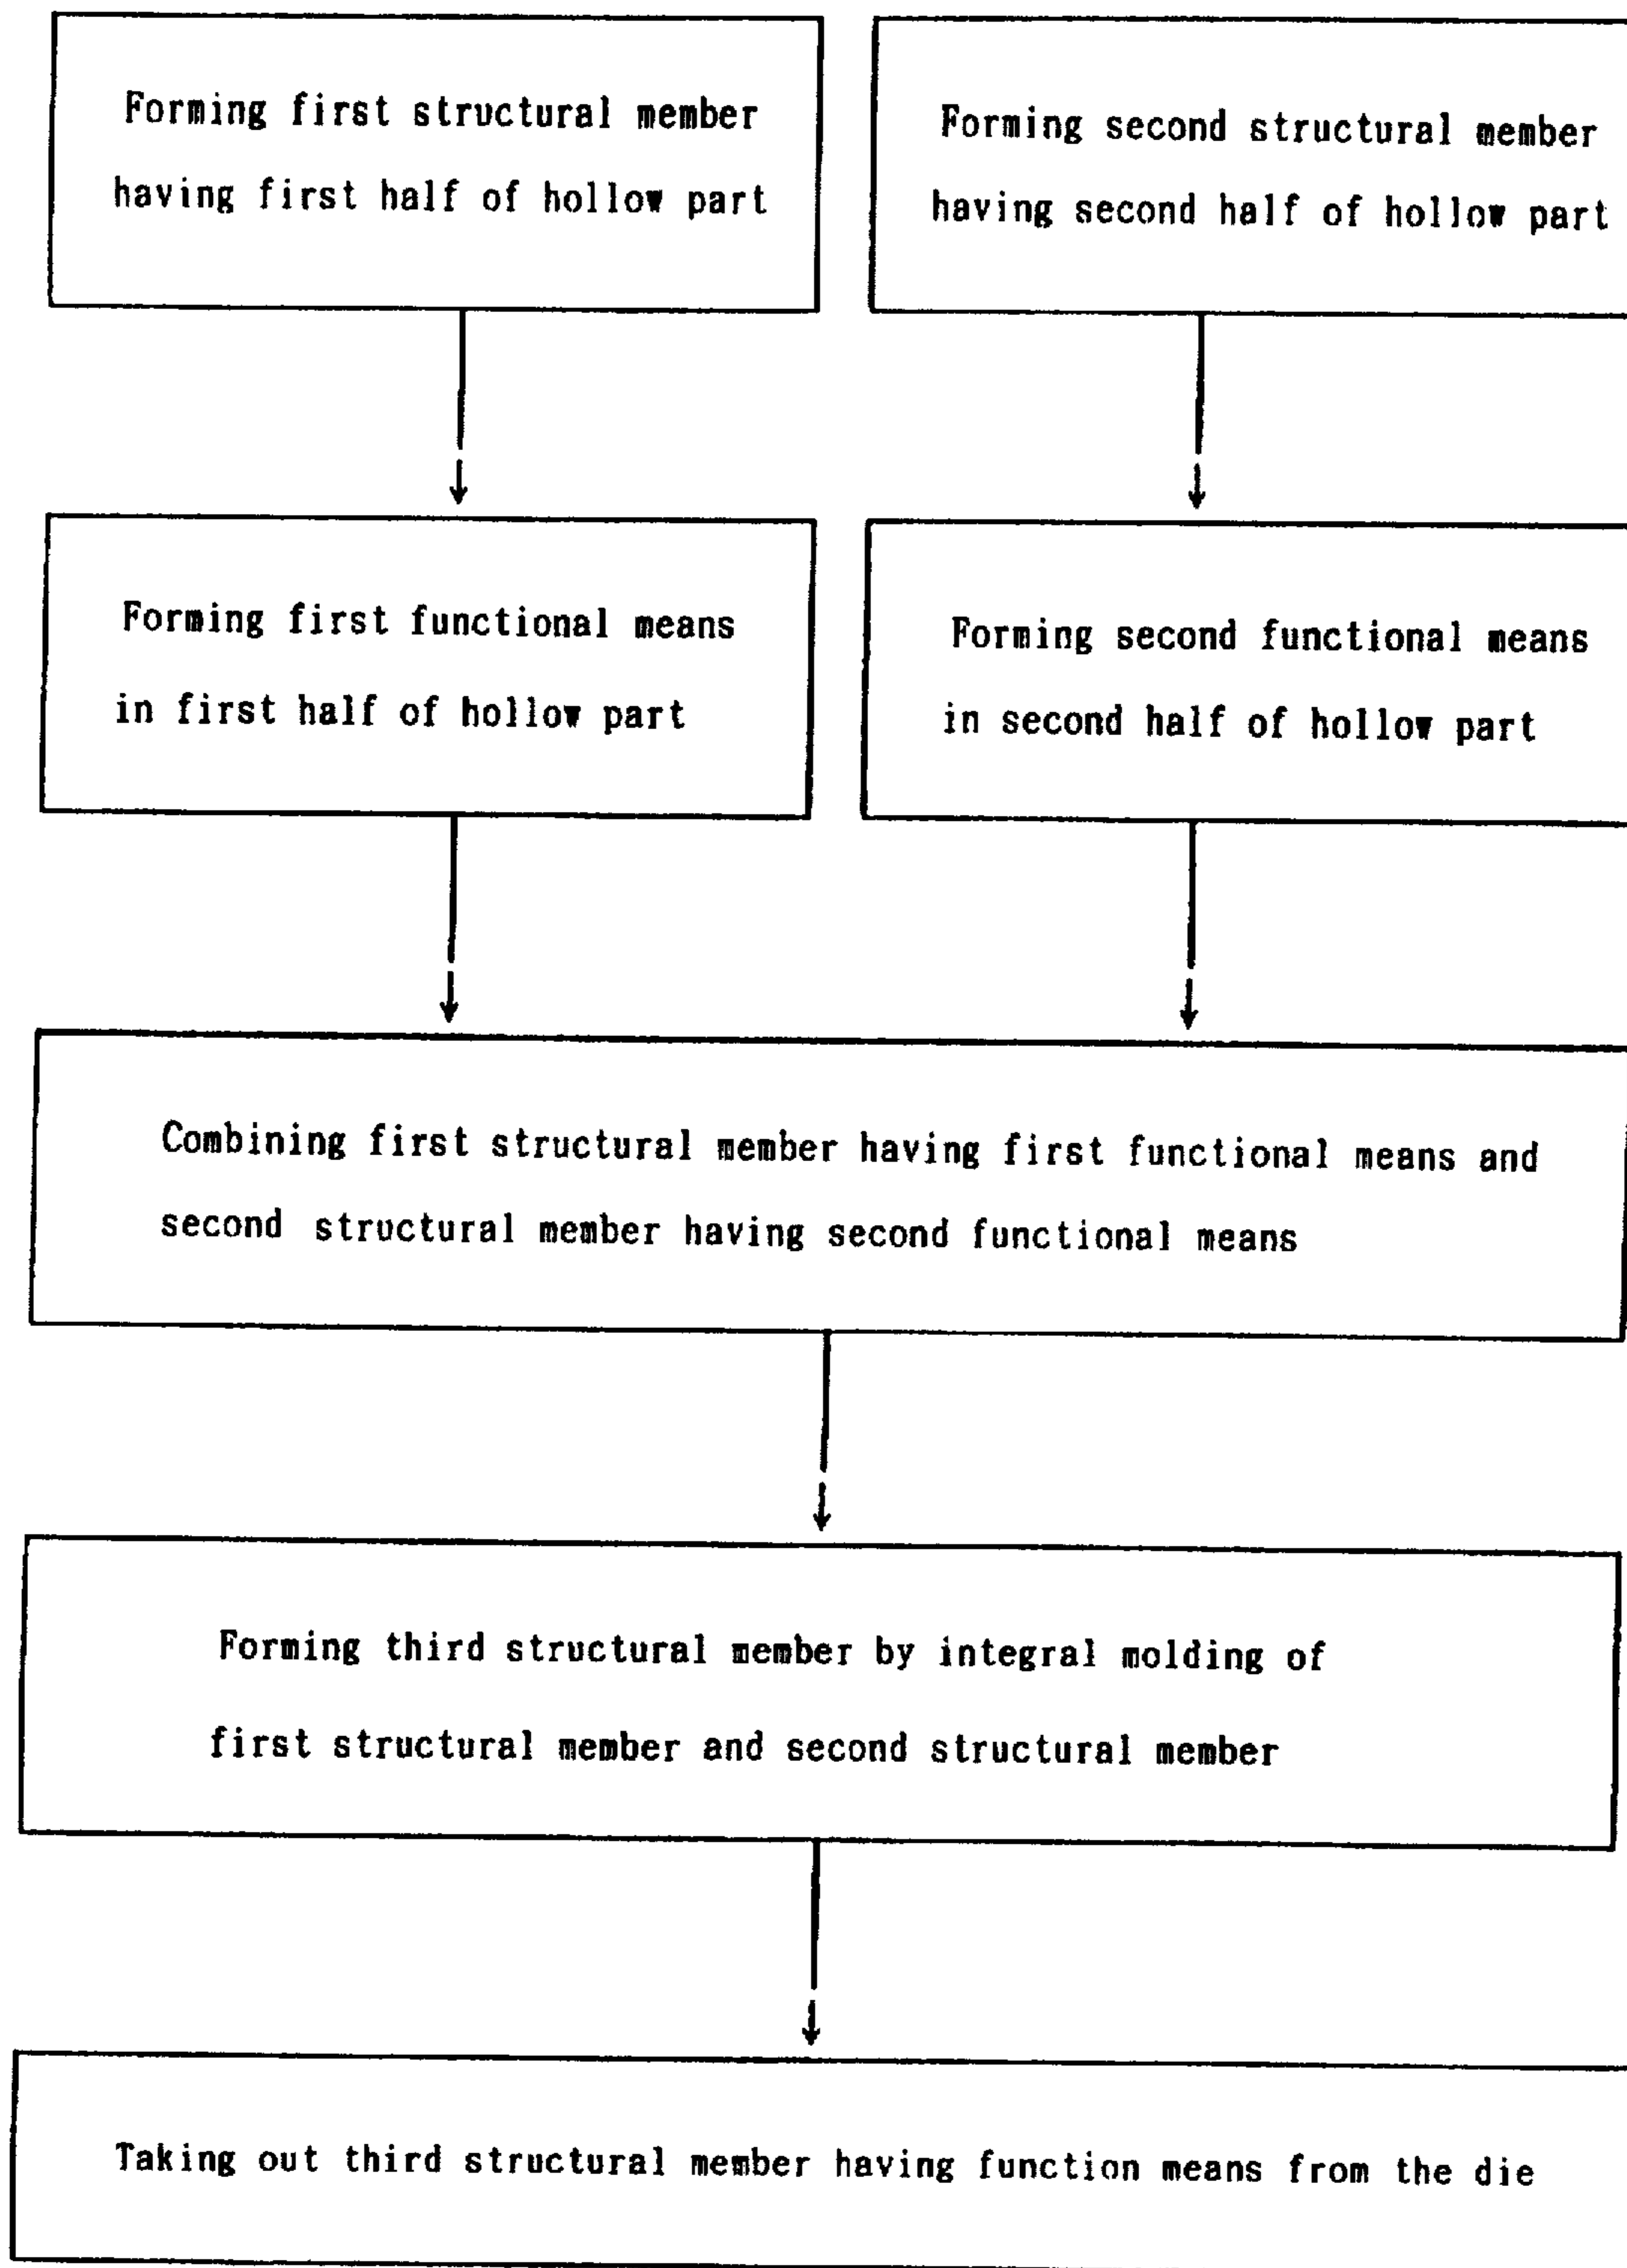 Forming first structural member
having first half of hollow part
Forming second structural member
having second half of hollow part
Forming first functional means
in first half of hollow part
Forming second functional means
in second half of hollow part
Combining first structural member having first functional means and
second structural member having second functional means
Forming third structural member by integral molding of
first structural member and second structural member
Taking out third structural member having function means from the die